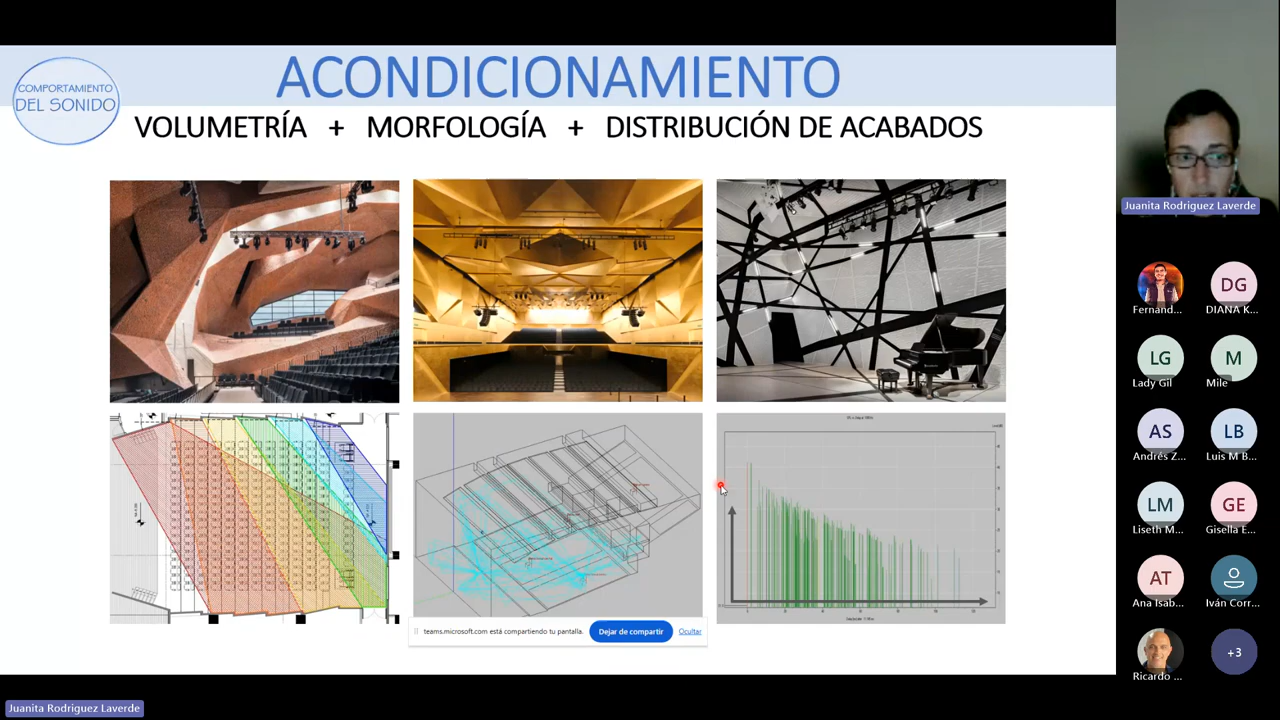 COMPORTAMIENTO
DEL SONIDO
ACONDICIONAMIENTO
VOLUMETRÍA + MORFOLOGÍA + DISTRIBUCIÓN DE ACABADOS
teams.microsoft.com está compartiendo tu pantalla.
Dejar de compartir
Ocultar
Juanita Rodriguez Laverde
Fernand...
DG
DIANA K...
LG
Lady Gil
M
Mile
AS
Andrés Z...
LB
Luis M B...
LM
Liseth M...
GE
Gisella E...
AT
Ana Isab...
Iván Corr...
Ricardo ...
+3
Juanita Rodriguez Laverde